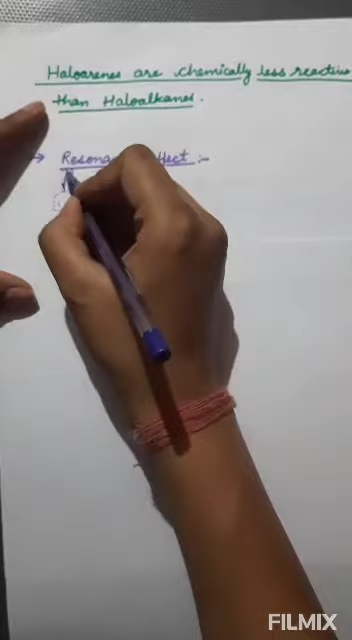 Haloarenes are chemically less reactive
than Haloalkanes.
→ :-
FILMIX